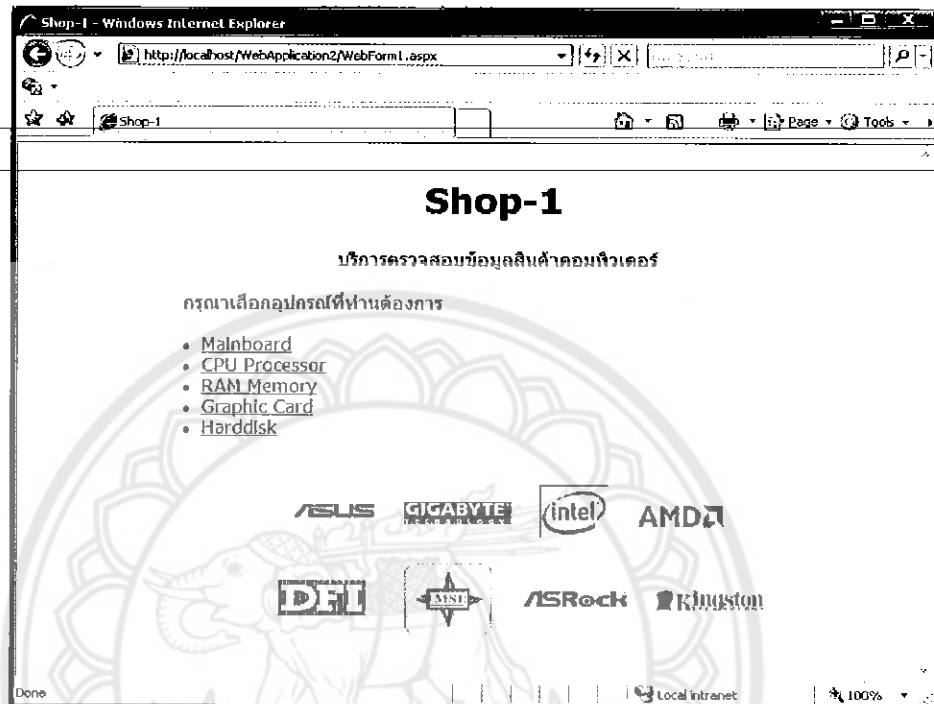 Shop-1 - Windows Internet Explorer
http://localhost/WebApplication2/WebForm1.aspx
Shop-1
Page
Tools
Shop-1
บริการตรวจสอบข้อมูลสินค้าคอมพิวเตอร์
กรุณาเลือกอุปกรณ์ที่ท่านต้องการ
• Mainboard
• CPU Processor
• RAM Memory
• Graphic Card
• Harddisk
ASUS GIGABYTE TECHNOLOGY intel AMD
DFI MSI ASRock Kingston
Done Local intranet 100%